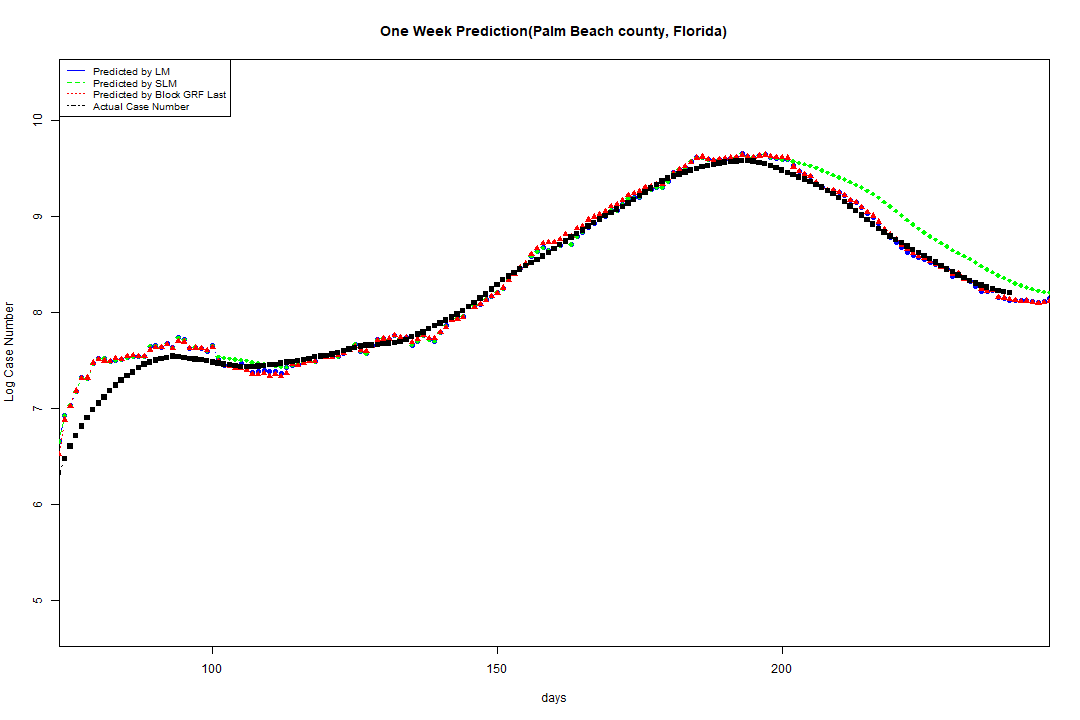 One Week Prediction(Palm Beach county, Florida)
Predicted by LM
Predicted by SLM
Predicted by Block GRF Last
Actual Case Number
Log Case Number
10
9
8
7
6
5
100
150
200
days